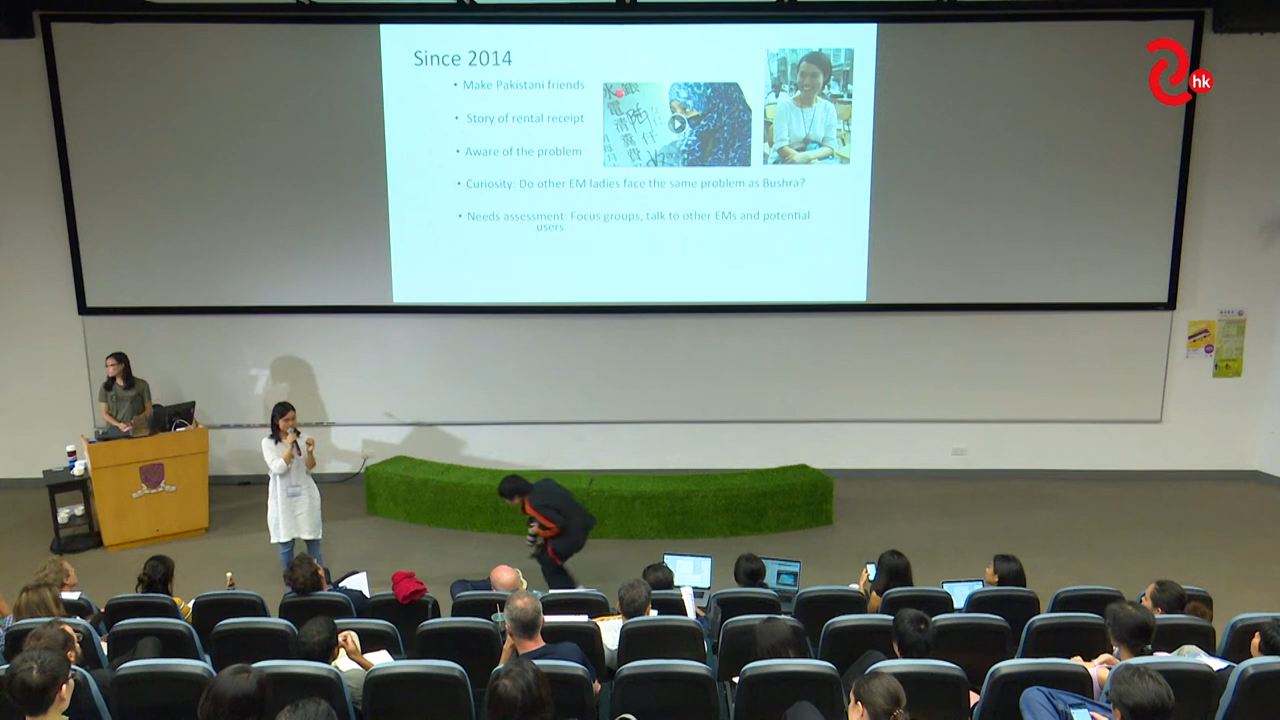 Since 2014
• Make Pakistani friends
• Story of rental receipt
• Aware of the problem
• Curiosity: Do other EM ladies face the same problem as Bushra?
• Needs assessment: Focus groups, talk to other EMs and potential
users
hk